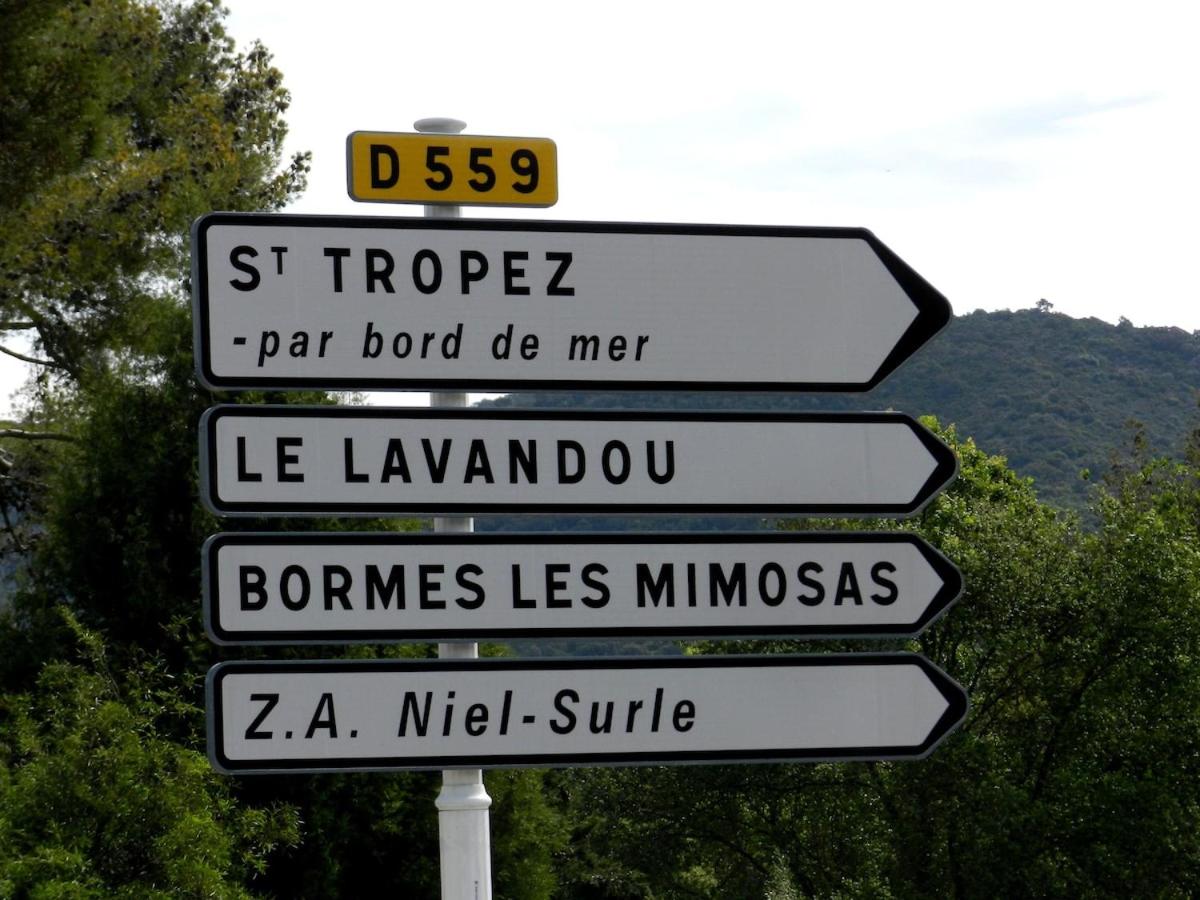 D 559
ST TROPEZ
-par bord de mer
LE LAVANDOU
BORMES LES MIMOSAS
Z.A. Niel-Surle